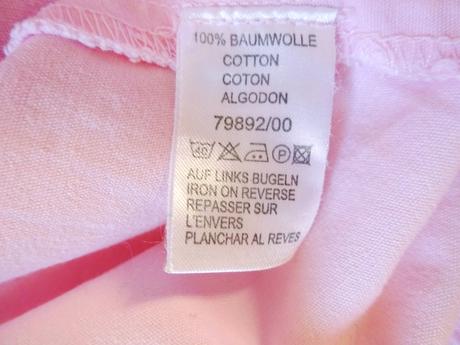 100% BAUMWOLLE
COTTON
COTON
ALGODON
79892/00
40 P
AUF LINKS BUGELN
IRON ON REVERSE
REPASSER SUR
L'ENVERS
PLANCHAR AL REVES